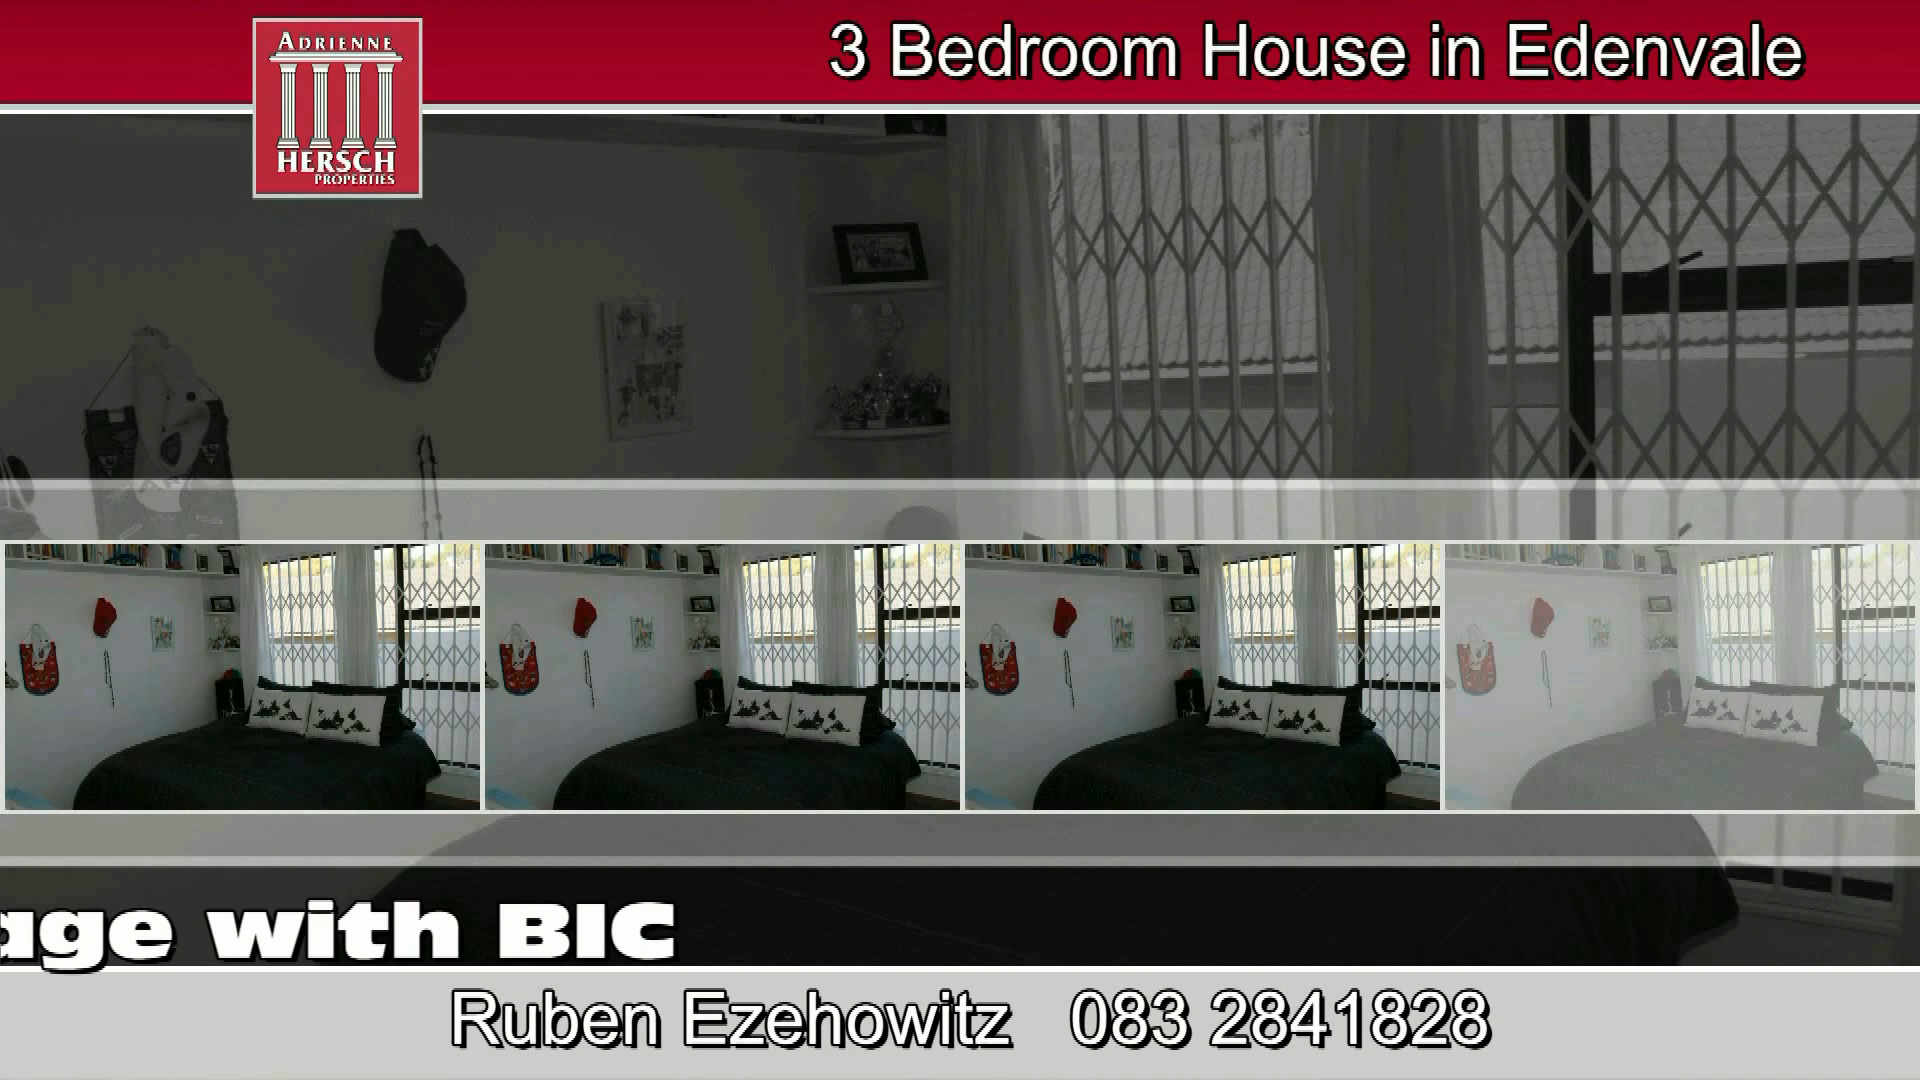 3 Bedroom House in Edenvale
ADRIENNE
HERSCH
PROPERTIES
age with BIC
Ruben Ezehowitz 083 2841828